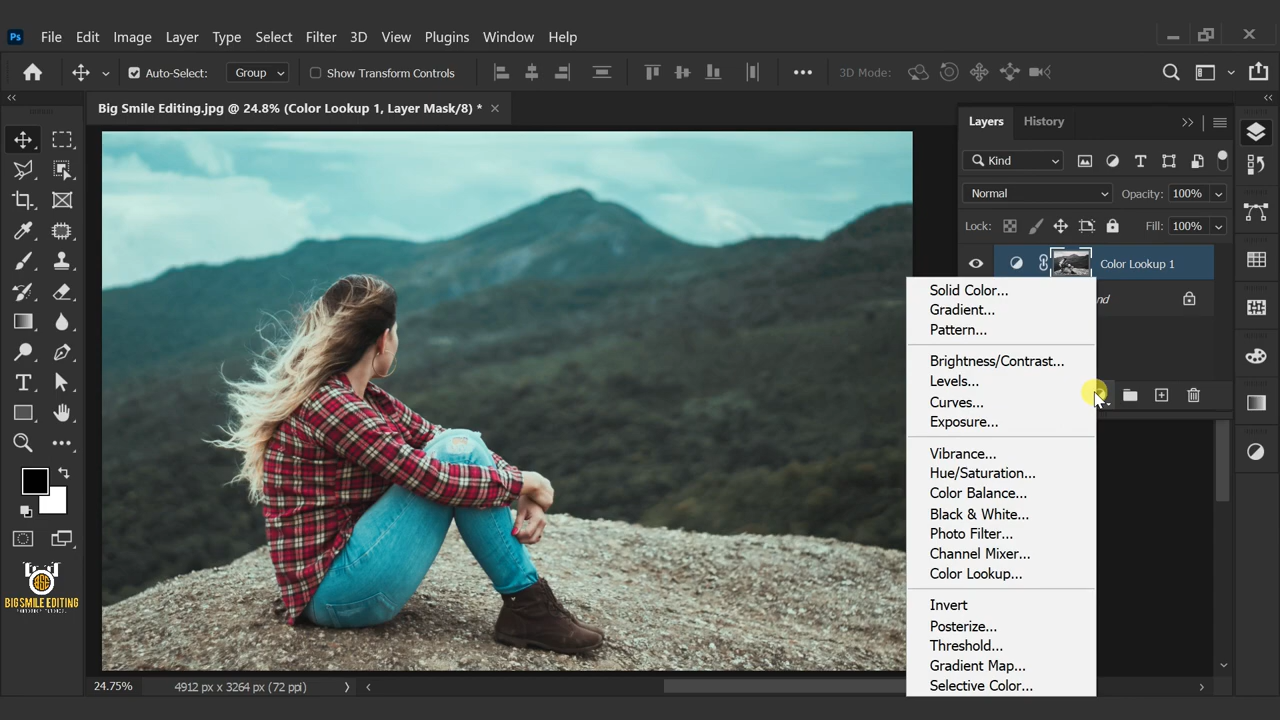 Ps File Edit Image Layer Type Select Filter 3D View Plugins Window Help
Auto-Select: Group Show Transform Controls 3D Mode:
Big Smile Editing.jpg @ 24.8% (Color Lookup 1, Layer Mask/8) *
Layers History
Kind
Normal Opacity: 100%
Lock: Fill: 100%
Color Lookup 1
nd
Solid Color...
Gradient...
Pattern...
Brightness/Contrast...
Levels...
Curves...
Exposure...
Vibrance...
Hue/Saturation...
Color Balance...
Black & White...
Photo Filter...
Channel Mixer...
Color Lookup...
Invert
Posterize...
Threshold...
Gradient Map...
Selective Color...
BIG SMILE EDITING
24.75% 4912 px x 3264 px (72 ppi)